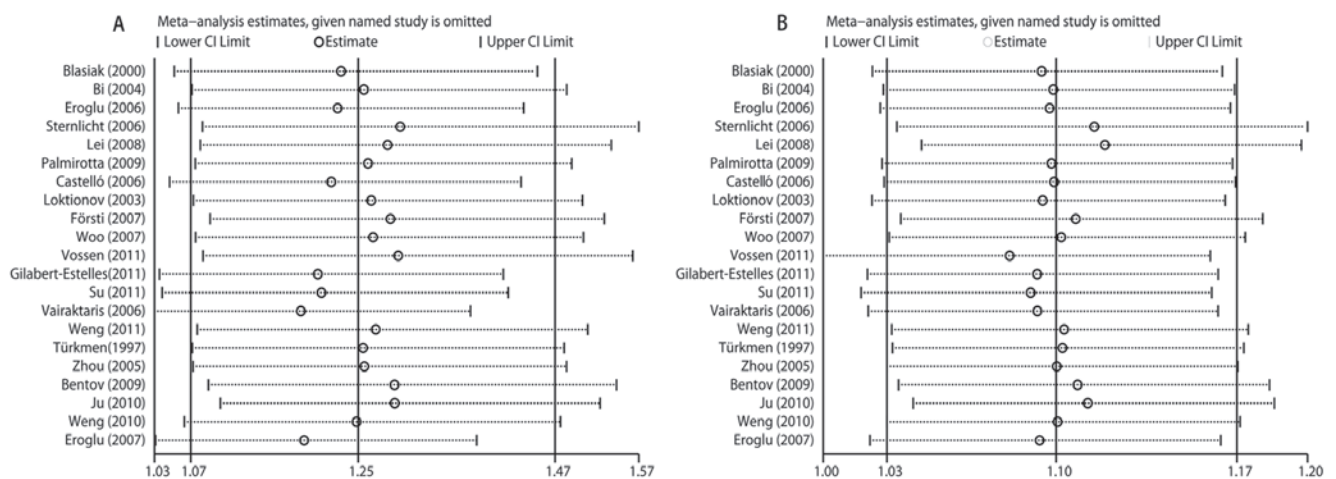 A
Meta-analysis estimates, given named study is omitted
Lower CI Limit Estimate Upper CI Limit
Blasiak (2000)
Bi (2004)
Eroglu (2006)
Sternlicht (2006)
Lei (2008)
Palmirotta (2009)
Castelló (2006)
Loktionov (2003)
Försti (2007)
Woo (2007)
Vossen (2011)
Gilabert-Estelles(2011)
Su (2011)
Vairaktaris (2006)
Weng (2011)
Türkmen(1997)
Zhou (2005)
Bentov (2009)
Ju (2010)
Weng (2010)
Eroglu (2007)
1.03 1.07 1.25 1.47 1.57
B
Meta-analysis estimates, given named study is omitted
Lower CI Limit Estimate Upper CI Limit
Blasiak (2000)
Bi (2004)
Eroglu (2006)
Sternlicht (2006)
Lei (2008)
Palmirotta (2009)
Castelló (2006)
Loktionov (2003)
Försti (2007)
Woo (2007)
Vossen (2011)
Gilabert-Estelles (2011)
Su (2011)
Vairaktaris (2006)
Weng (2011)
Türkmen (1997)
Zhou (2005)
Bentov (2009)
Ju (2010)
Weng (2010)
Eroglu (2007)
1.00 1.03 1.10 1.17 1.20